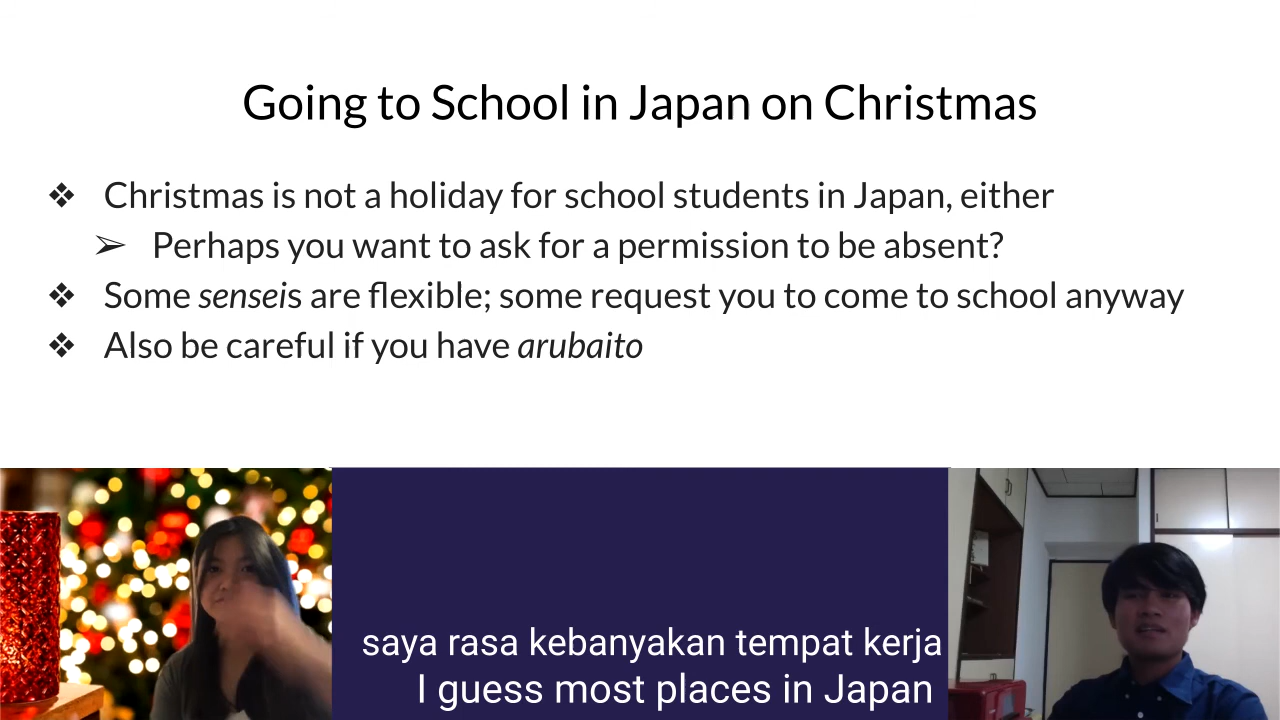 Going to School in Japan on Christmas
❖ Christmas is not a holiday for school students in Japan, either
➢ Perhaps you want to ask for a permission to be absent?
❖ Some senseis are flexible; some request you to come to school anyway
❖ Also be careful if you have arubaito
saya rasa kebanyakan tempat kerja
I guess most places in Japan